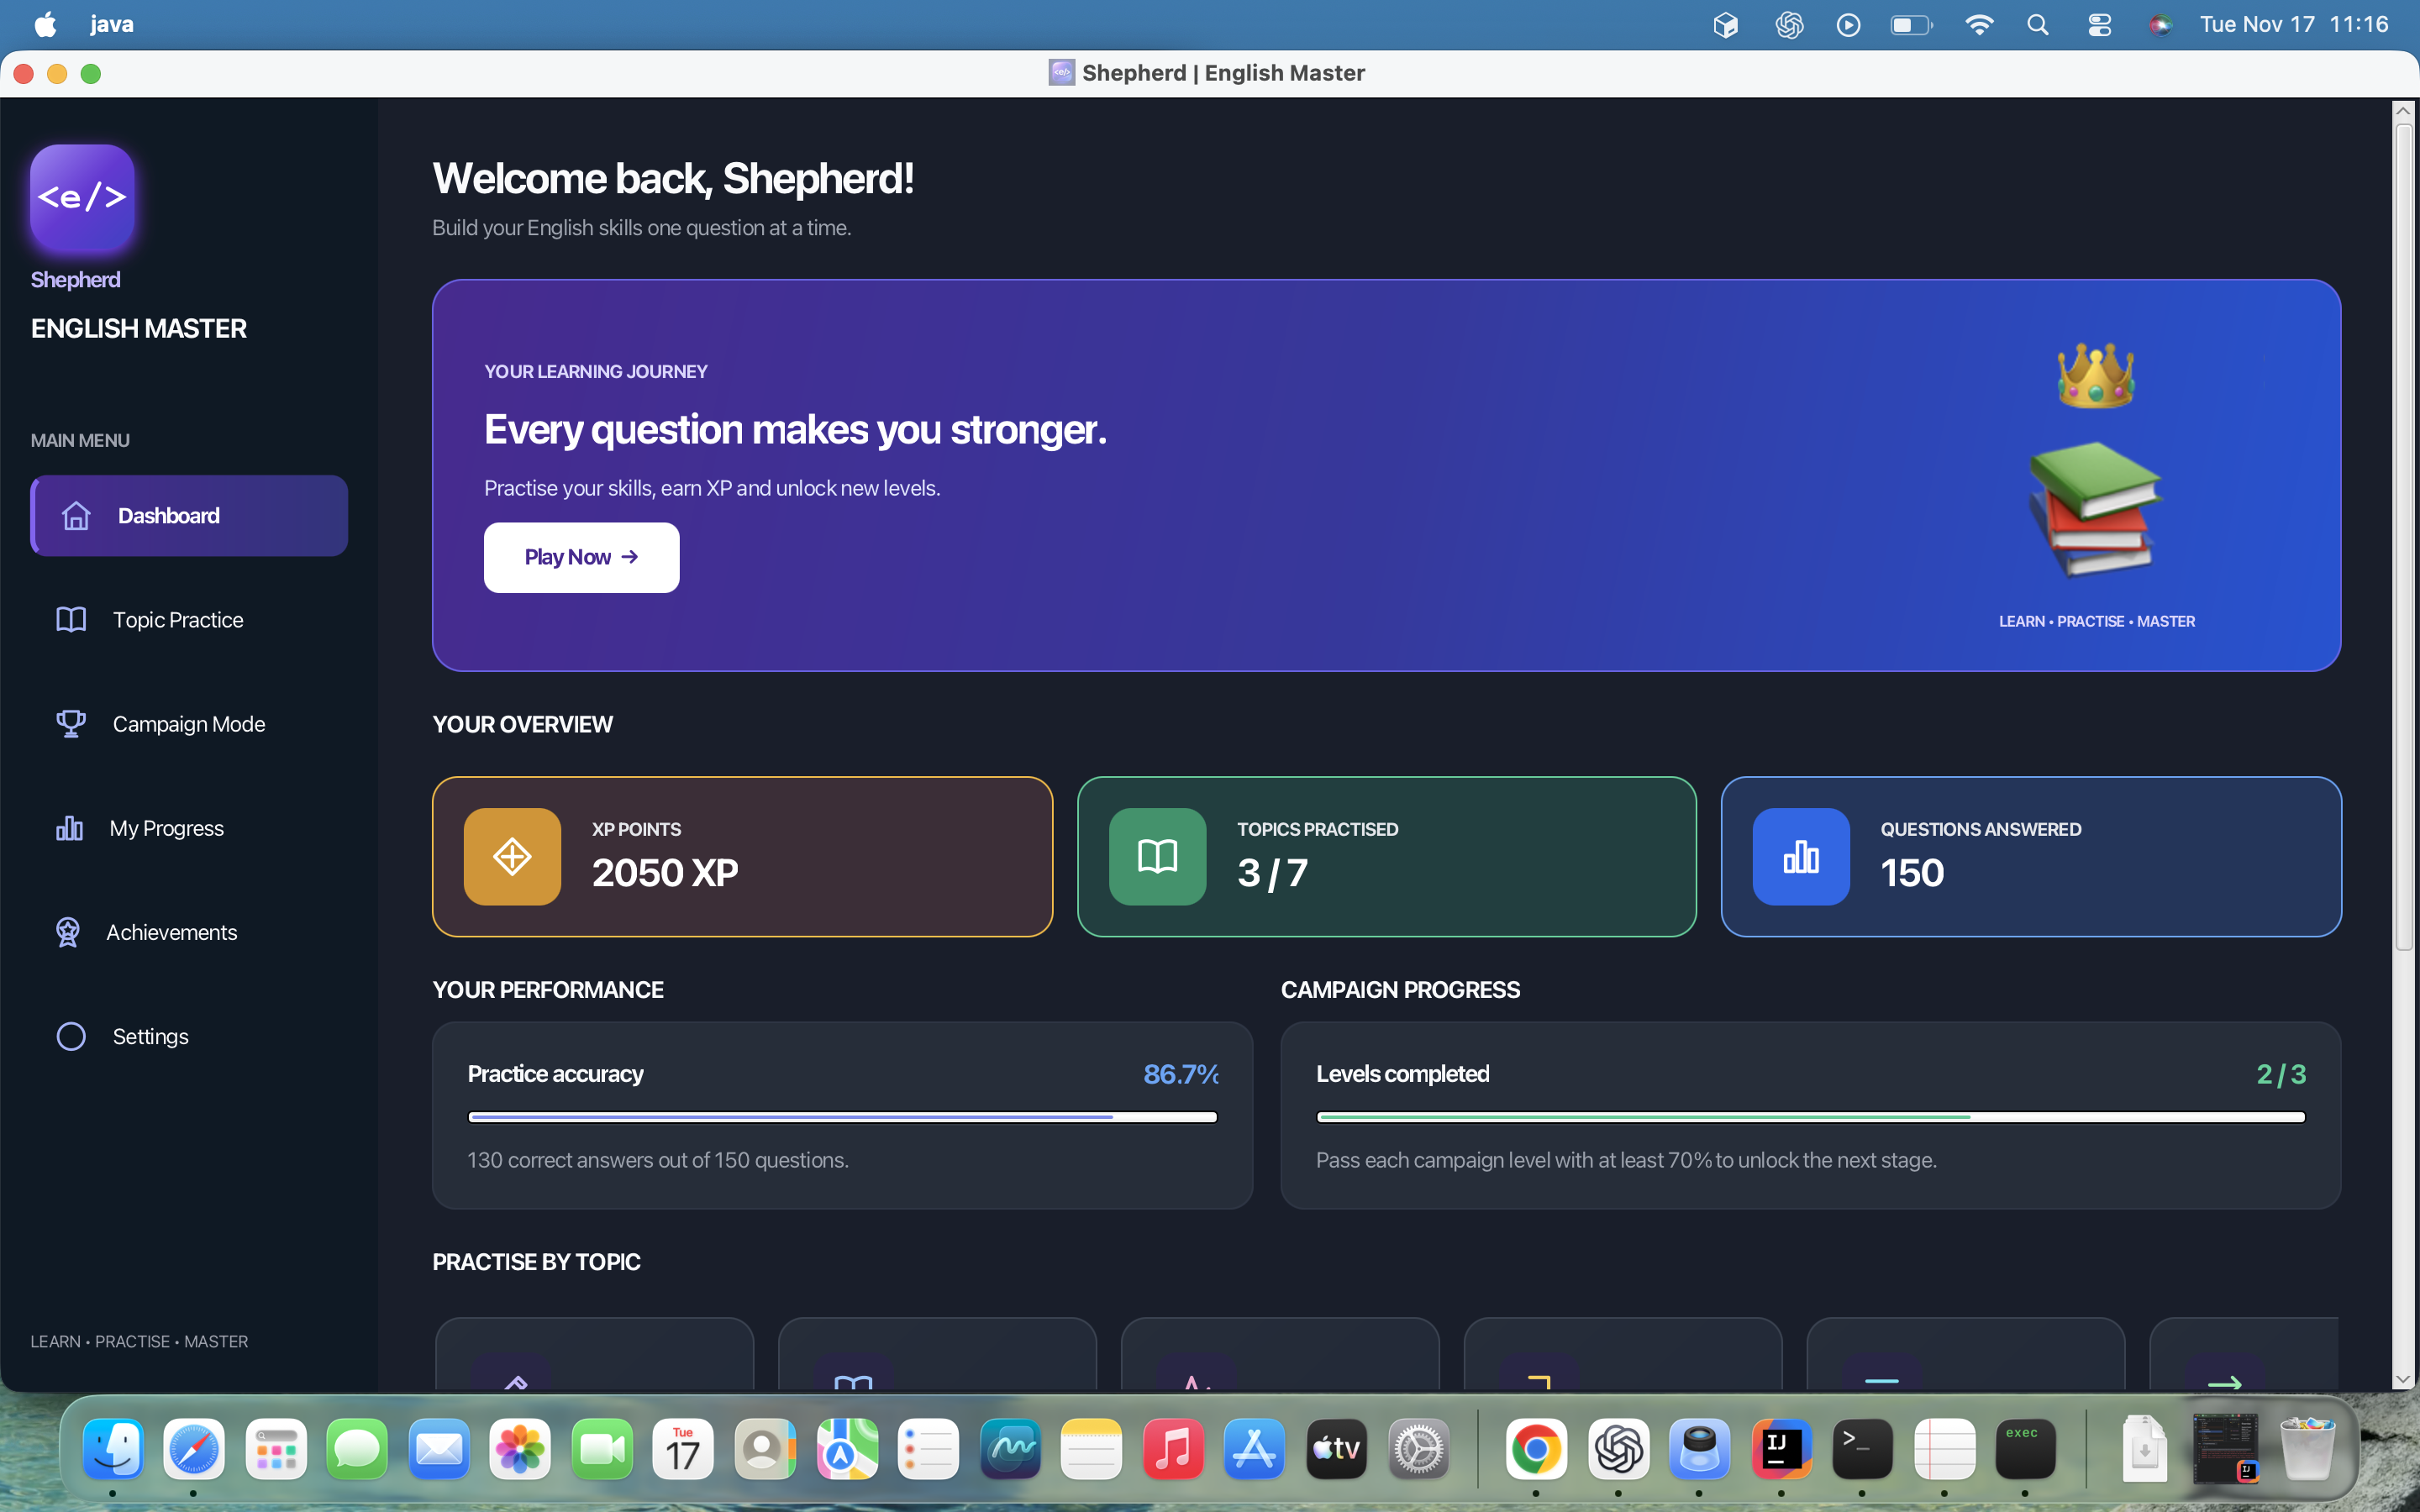 java
Tue Nov 17 11:16
<e/> Shepherd | English Master
<e/>
Shepherd
ENGLISH MASTER
MAIN MENU
Dashboard
Topic Practice
Campaign Mode
My Progress
Achievements
Settings
LEARN • PRACTISE • MASTER
Welcome back, Shepherd!
Build your English skills one question at a time.
YOUR LEARNING JOURNEY
Every question makes you stronger.
Practise your skills, earn XP and unlock new levels.
Play Now →
LEARN • PRACTISE • MASTER
YOUR OVERVIEW
XP POINTS
2050 XP
TOPICS PRACTISED
3 / 7
QUESTIONS ANSWERED
150
YOUR PERFORMANCE
Practice accuracy
86.7%
130 correct answers out of 150 questions.
CAMPAIGN PROGRESS
Levels completed
2 / 3
Pass each campaign level with at least 70% to unlock the next stage.
PRACTISE BY TOPIC
Tue
17
tv
IJ
>_
exec
IJ